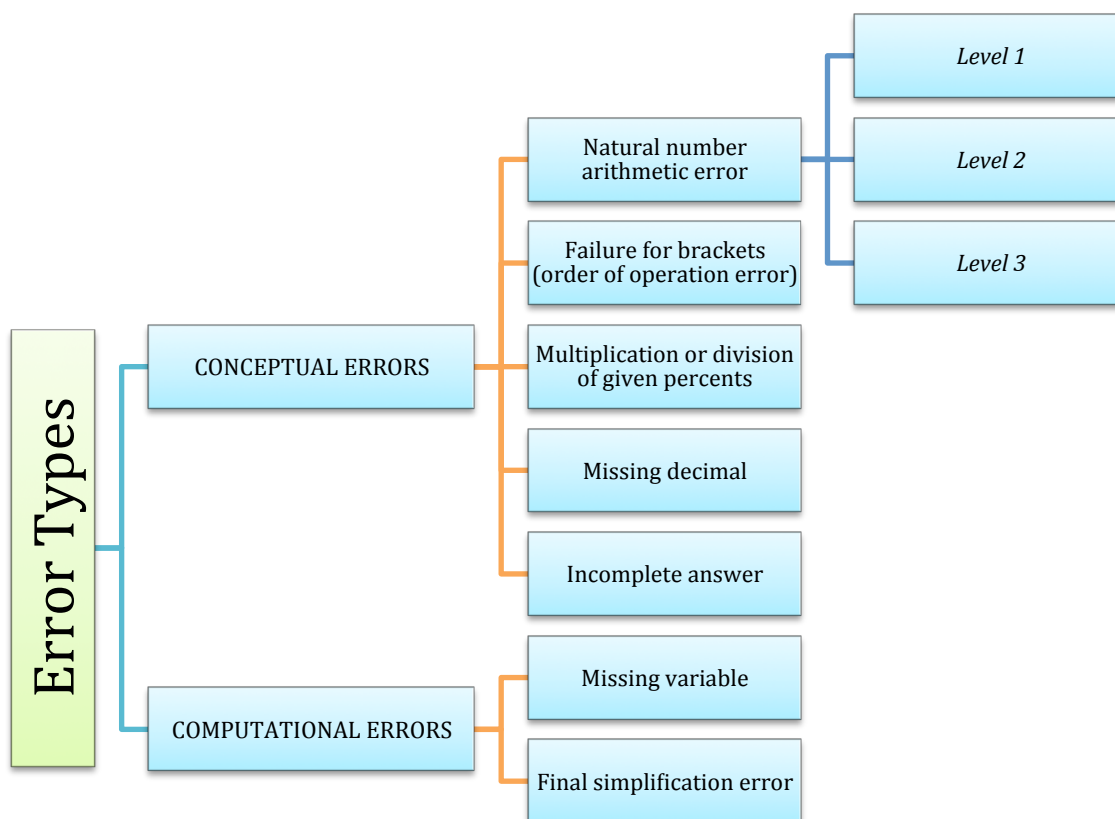 Error Types
CONCEPTUAL ERRORS
Natural number
arithmetic error
Level 1
Level 2
Level 3
Failure for brackets
(order of operation error)
Multiplication or division
of given percents
Missing decimal
Incomplete answer
COMPUTATIONAL ERRORS
Missing variable
Final simplification error